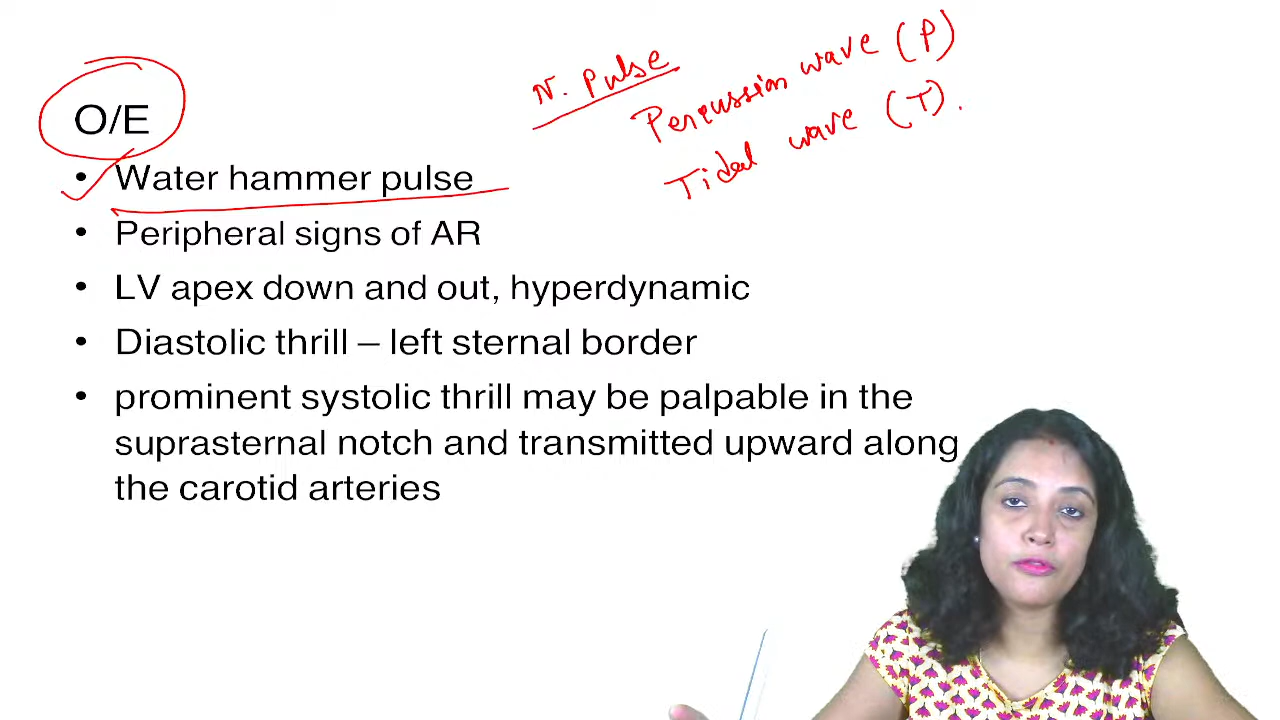 N. Pulse
Percussion wave (P)
Tidal wave (T).
O/E
• Water hammer pulse
• Peripheral signs of AR
• LV apex down and out, hyperdynamic
• Diastolic thrill – left sternal border
• prominent systolic thrill may be palpable in the
suprasternal notch and transmitted upward along
the carotid arteries